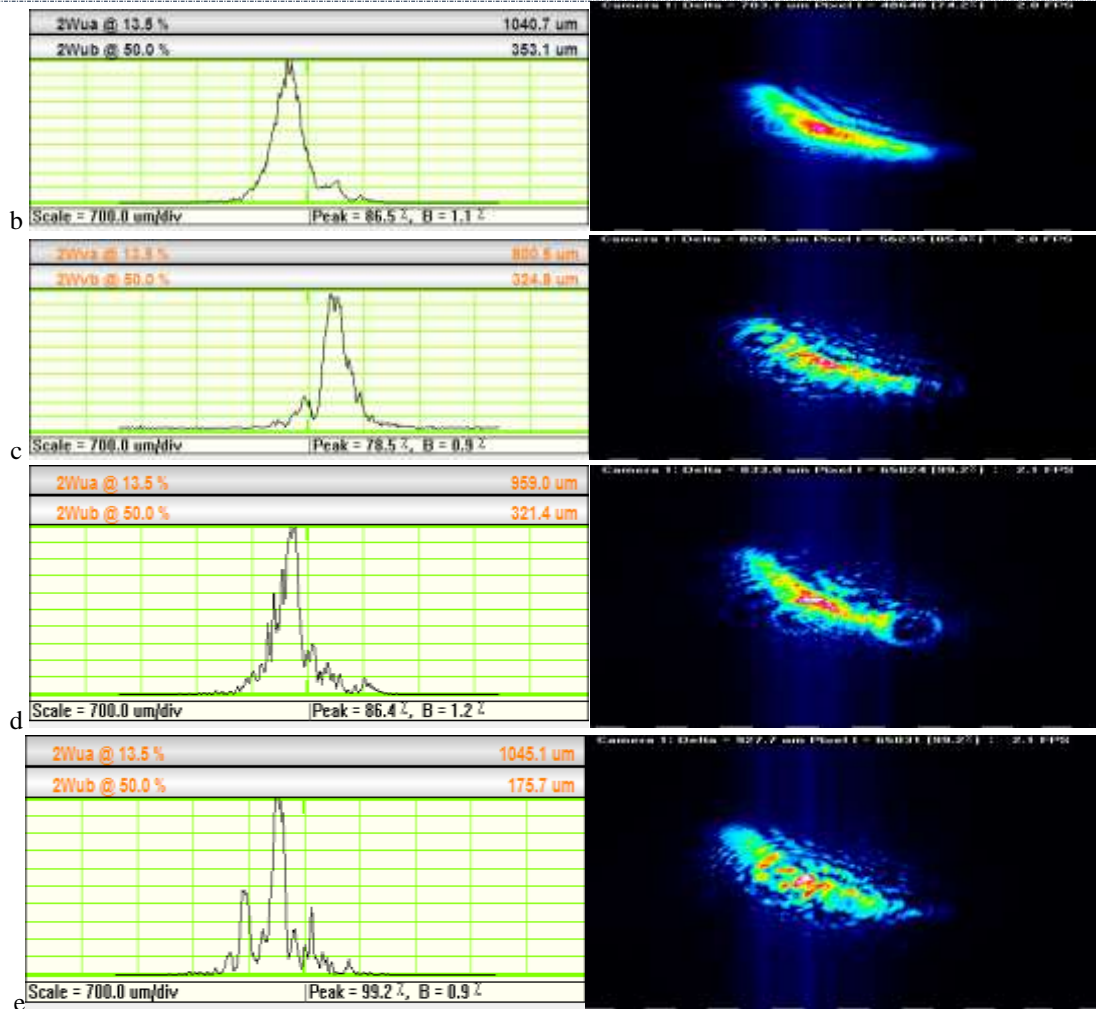 2Wua @ 13.5 % 1040.7 um
2Wub @ 50.0 % 353.1 um
Scale = 700.0 um/div Peak = 86.5 %, B = 1.1 %
b
2Wva @ 13.5 %
2Wvb @ 50.0 % 324.8 um
Scale = 700.0 um/div Peak = 78.5 %, B = 0.9 %
c
2Wua @ 13.5 % 959.0 um
2Wub @ 50.0 % 321.4 um
Scale = 700.0 um/div Peak = 86.4 %, B = 1.2 %
d
2Wua @ 13.5 % 1045.1 um
2Wub @ 50.0 % 175.7 um
Scale = 700.0 um/div Peak = 99.2 %, B = 0.9 %
e